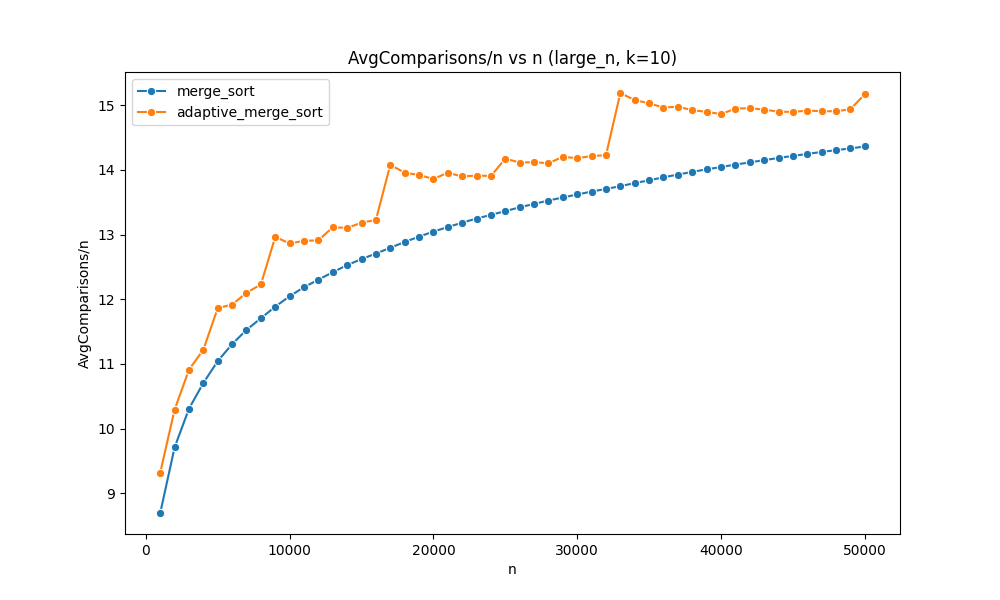 AvgComparisons/n vs n (large_n, k=10)
merge_sort
adaptive_merge_sort
AvgComparisons/n
15
14
13
12
11
10
9
0
10000
20000
30000
40000
50000
n